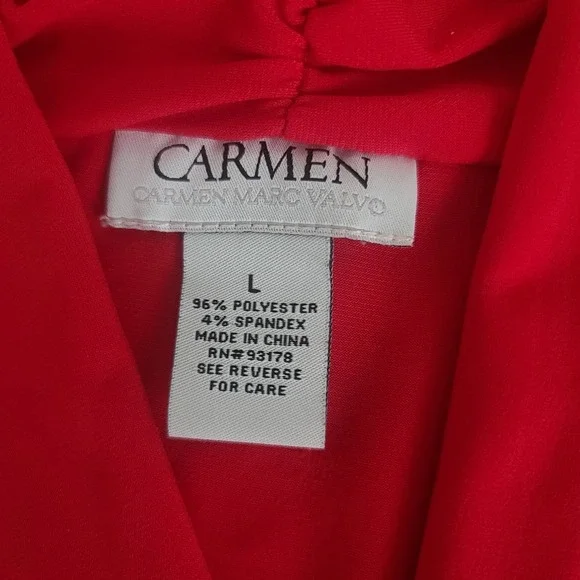 CARMEN
CARMEN MARC VALVO
L
96% POLYESTER
4% SPANDEX
MADE IN CHINA
RN#93178
SEE REVERSE
FOR CARE